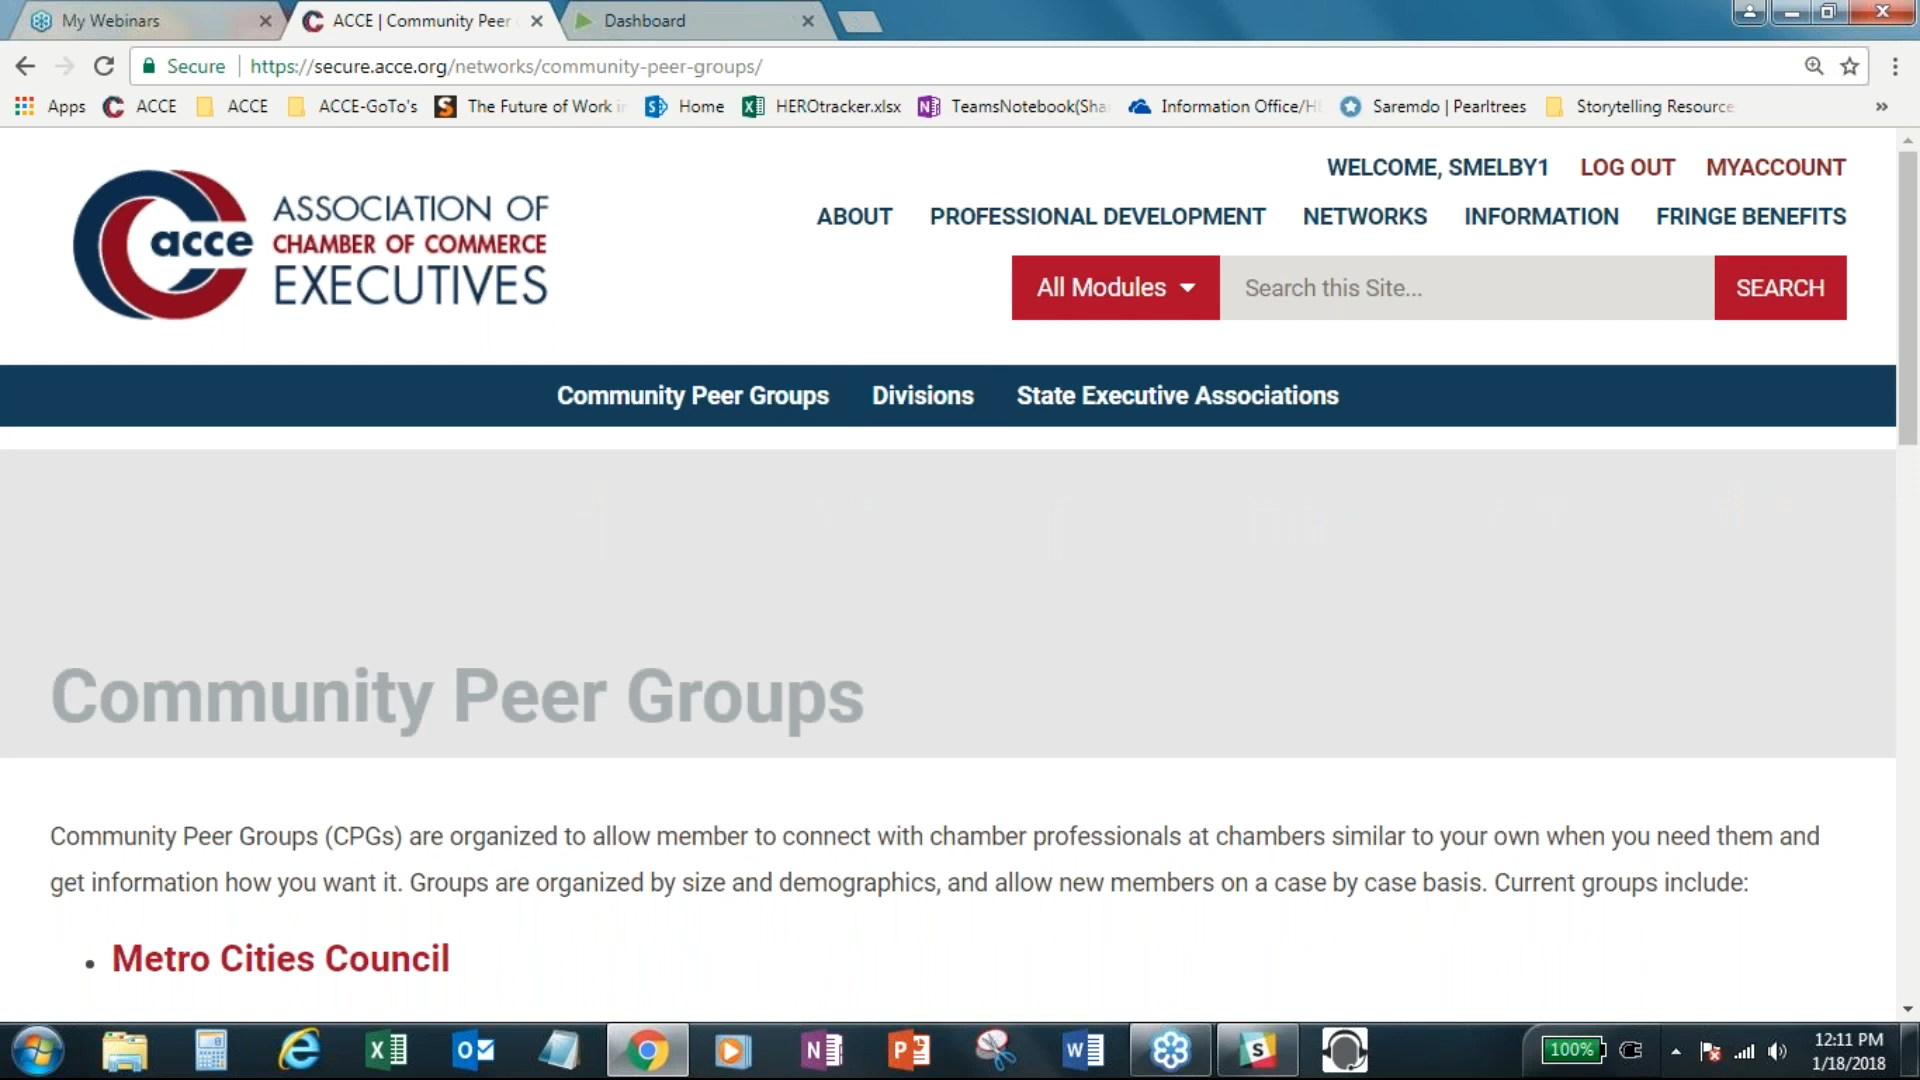 My Webinars
ACCE | Community Peer
Dashboard
Secure
https://secure.acce.org/networks/community-peer-groups/
Apps
ACCE
ACCE
ACCE-GoTo's
The Future of Work in
Home
HEROtracker.xlsx
TeamsNotebook(Sha
Information Office/H
Saremdo | Pearltrees
Storytelling Resource
»
WELCOME, SMELBY1 LOG OUT MYACCOUNT
acce
ASSOCIATION OF
CHAMBER OF COMMERCE
EXECUTIVES
ABOUT PROFESSIONAL DEVELOPMENT NETWORKS INFORMATION FRINGE BENEFITS
All Modules
Search this Site...
SEARCH
Community Peer Groups Divisions State Executive Associations
Community Peer Groups
Community Peer Groups (CPGs) are organized to allow member to connect with chamber professionals at chambers similar to your own when you need them and
get information how you want it. Groups are organized by size and demographics, and allow new members on a case by case basis. Current groups include:
• Metro Cities Council
100%
12:11 PM
1/18/2018